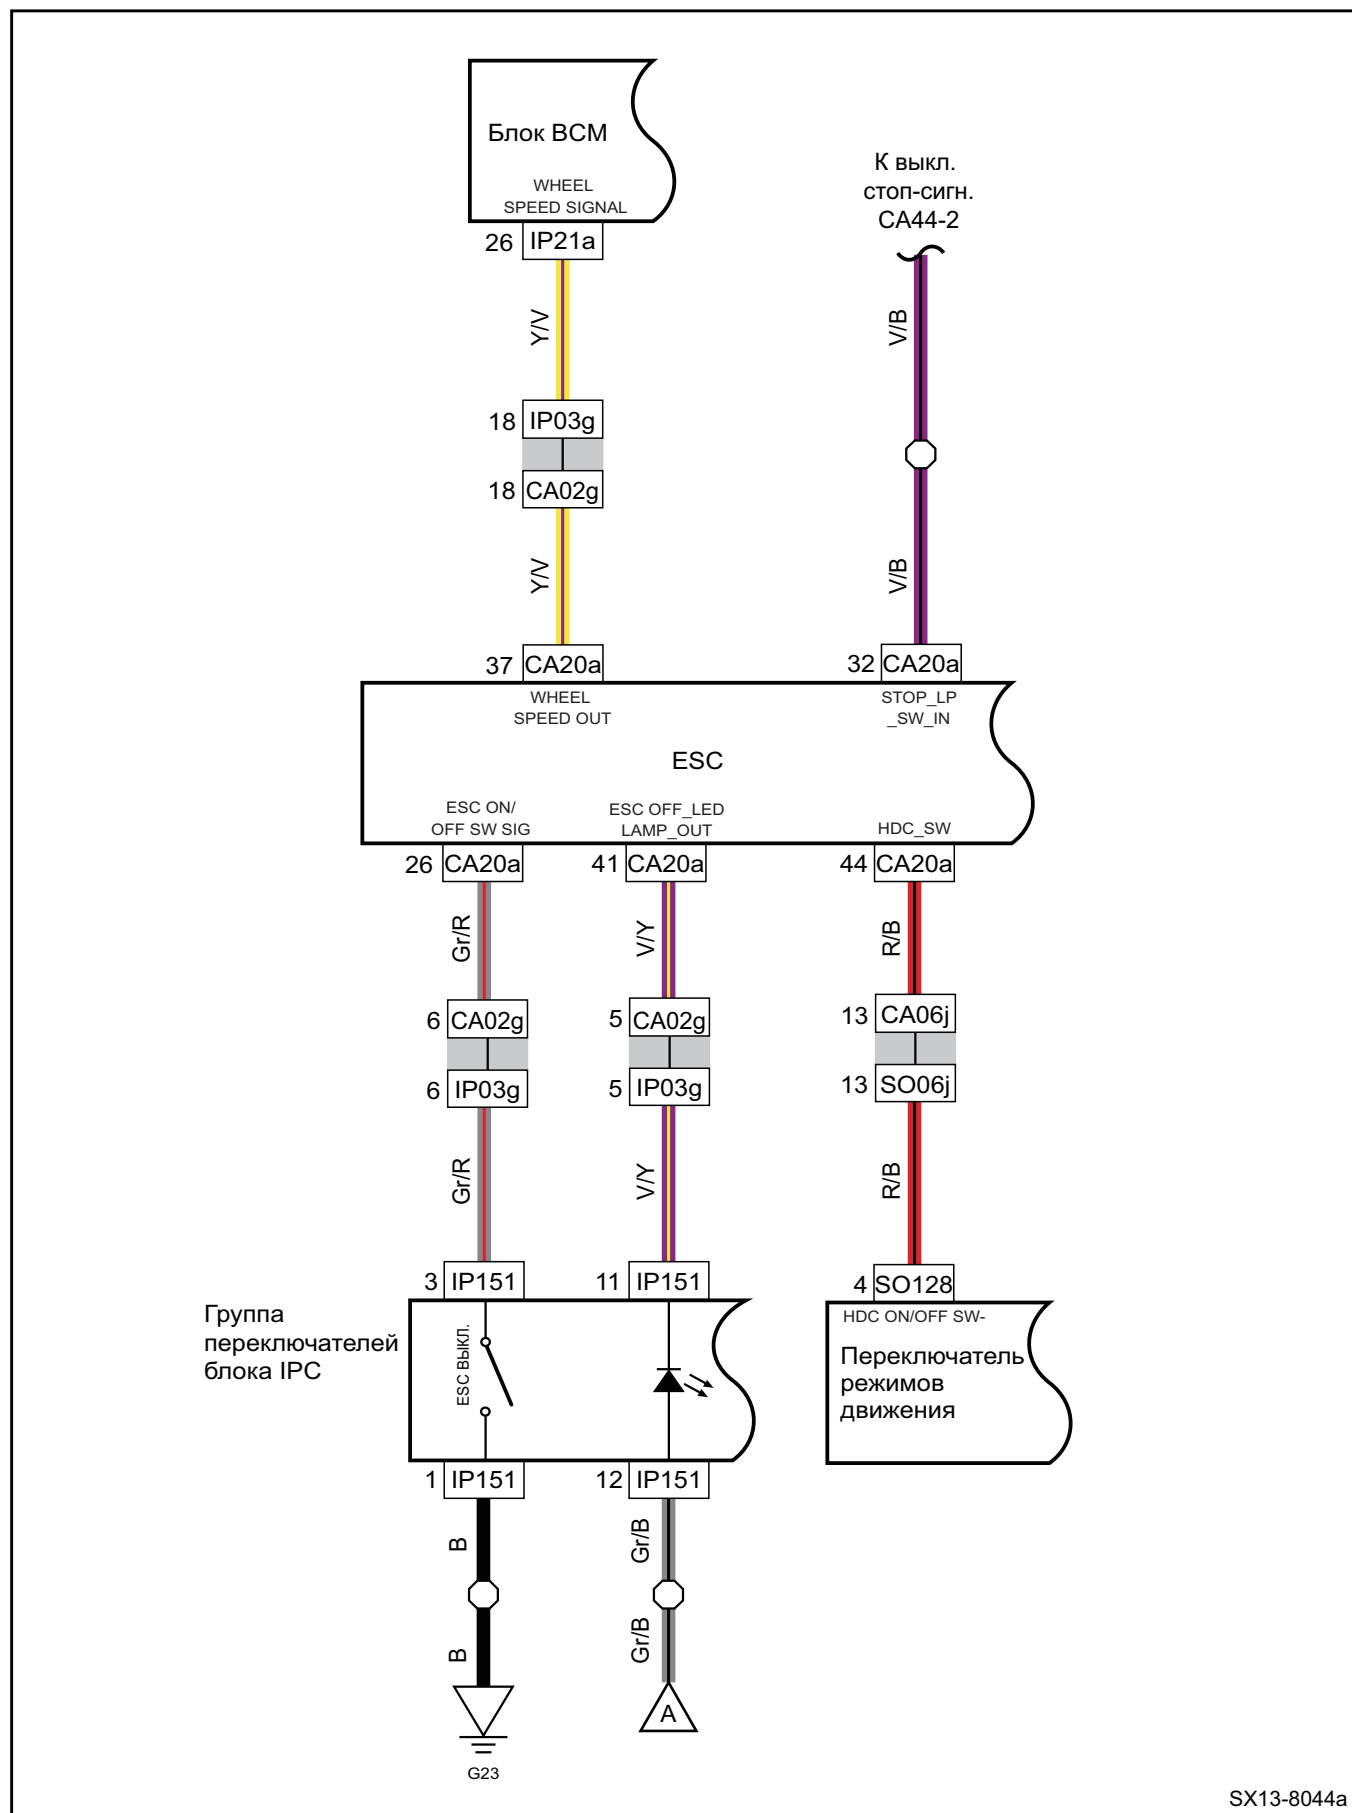 Блок BCM
WHEEL
SPEED SIGNAL
26 IP21a
К выкл.
стоп-сигн.
CA44-2
Y/V
V/B
18 IP03g
18 CA02g
Y/V
V/B
37 CA20a
32 CA20a
WHEEL
SPEED OUT
STOP_LP
_SW_IN
ESC
ESC ON/
OFF SW SIG
ESC OFF_LED
LAMP_OUT
HDC_SW
26 CA20a
41 CA20a
44 CA20a
Gr/R
V/Y
R/B
6 CA02g
5 CA02g
13 CA06j
6 IP03g
5 IP03g
13 SO06j
Gr/R
V/Y
R/B
3 IP151
11 IP151
4 SO128
Группа
переключателей
блока IPC
ESC ВЫКЛ.
HDC ON/OFF SW-
Переключатель
режимов
движения
1 IP151
12 IP151
B
Gr/B
B
Gr/B
A
G23
SX13-8044a